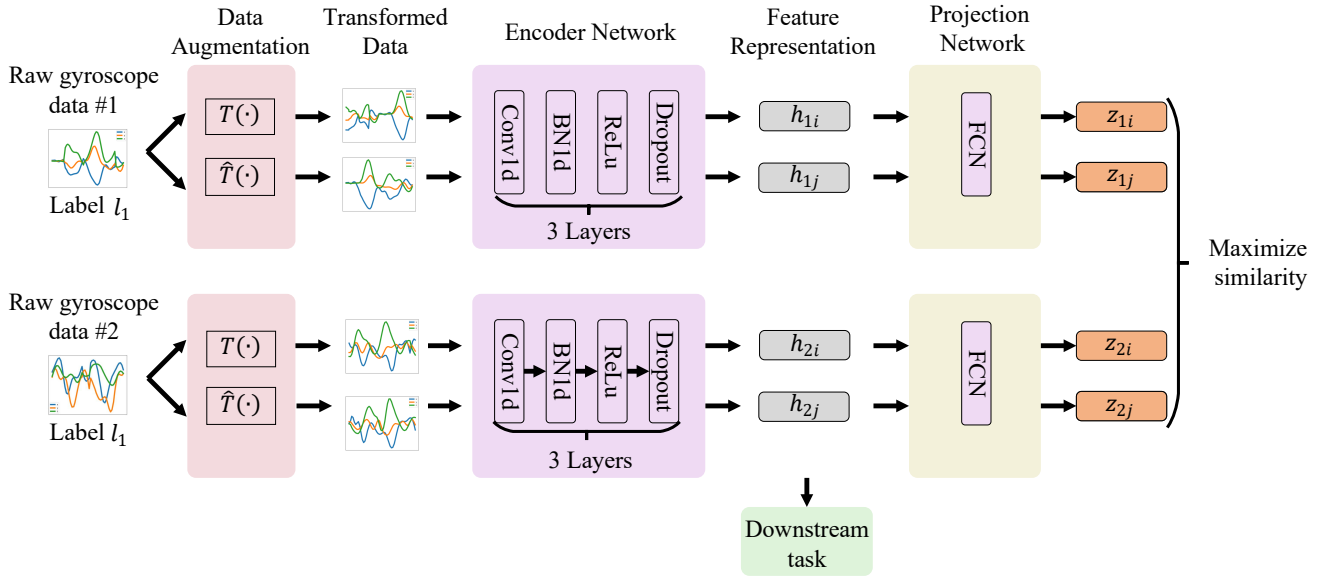 Data
Augmentation
Transformed
Data
Encoder Network
Feature
Representation
Projection
Network
Raw gyroscope
data #1
Label l₁
T(·)
T̂(·)
Conv1d
BN1d
ReLu
Dropout
3 Layers
h₁ᵢ
h₁ⱼ
FCN
z₁ᵢ
z₁ⱼ
Maximize
similarity
Raw gyroscope
data #2
Label l₁
T(·)
T̂(·)
Conv1d
BN1d
ReLu
Dropout
3 Layers
h₂ᵢ
h₂ⱼ
FCN
z₂ᵢ
z₂ⱼ
Downstream
task